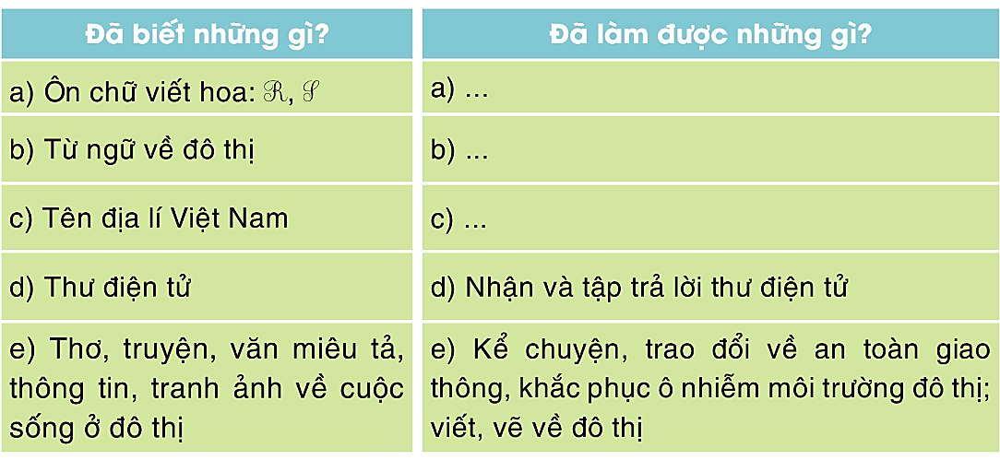 Đã biết những gì?
Đã làm được những gì?
a) Ôn chữ viết hoa: R, S
a) ...
b) Từ ngữ về đô thị
b) ...
c) Tên địa lí Việt Nam
c) ...
d) Thư điện tử
d) Nhận và tập trả lời thư điện tử
e) Thơ, truyện, văn miêu tả,
thông tin, tranh ảnh về cuộc
sống ở đô thị
e) Kể chuyện, trao đổi về an toàn giao
thông, khắc phục ô nhiễm môi trường đô thị;
viết, vẽ về đô thị